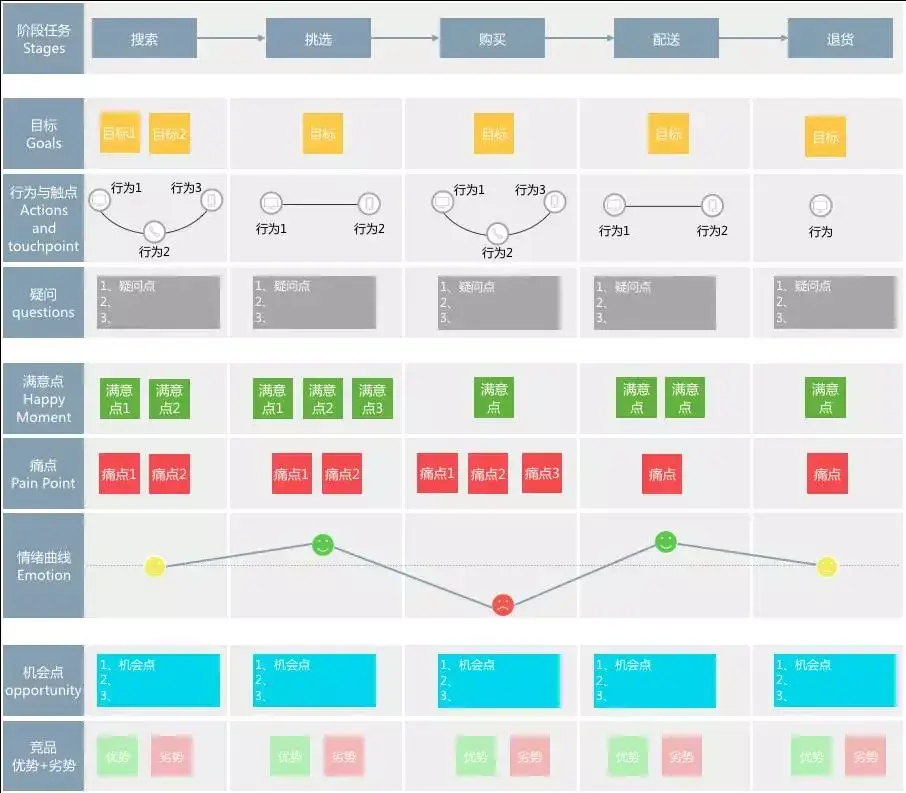 阶段任务
Stages
搜索
挑选
购买
配送
退货
目标
Goals
目标1
目标2
目标
目标
目标
目标
行为与触点
Actions
and
touchpoint
行为1
行为3
行为2
行为1
行为2
行为1
行为3
行为2
行为1
行为2
行为
疑问
questions
1、疑问点
2、
3、
1、疑问点
2、
3、
1、疑问点
2、
3、
1、疑问点
2、
3、
1、疑问点
2、
3、
满意点
Happy
Moment
满意
点1
满意
点2
满意
点1
满意
点2
满意
点3
满意
点
满意
点
满意
点
满意
点
痛点
Pain Point
痛点1
痛点2
痛点1
痛点2
痛点1
痛点2
痛点3
痛点
痛点
情绪曲线
Emotion
机会点
opportunity
1、机会点
2、
3、
1、机会点
2、
3、
1、机会点
2、
3、
1、机会点
2、
3、
1、机会点
2、
3、
竞品
优势+劣势
优势
劣势
优势
劣势
优势
劣势
优势
劣势
优势
劣势